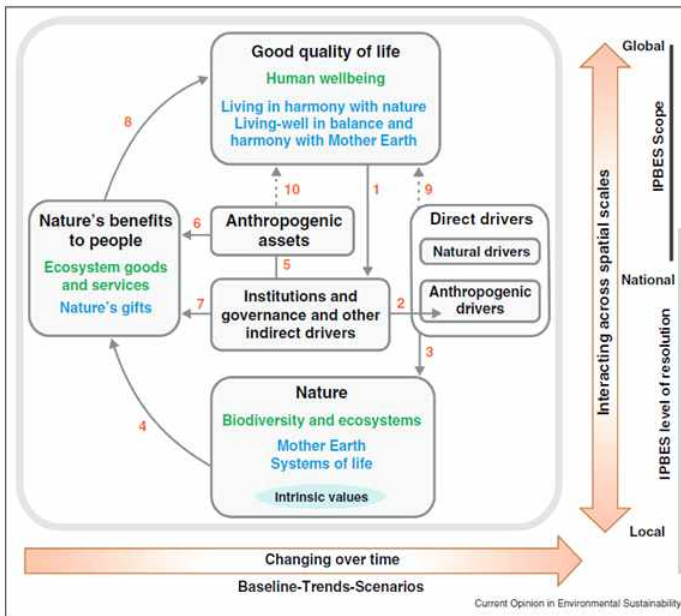 Good quality of life
Human wellbeing
Living in harmony with nature
Living-well in balance and
harmony with Mother Earth
8
10
1
9
Nature's benefits
to people
Ecosystem goods
and services
Nature's gifts
6
Anthropogenic
assets
5
Direct drivers
Natural drivers
Anthropogenic
drivers
7
Institutions and
governance and other
indirect drivers
2
3
4
Nature
Biodiversity and ecosystems
Mother Earth
Systems of life
Intrinsic values
Global
National
Local
Interacting across spatial scales
IPBES Scope
IPBES level of resolution
Changing over time
Baseline-Trends-Scenarios
Current Opinion in Environmental Sustainability